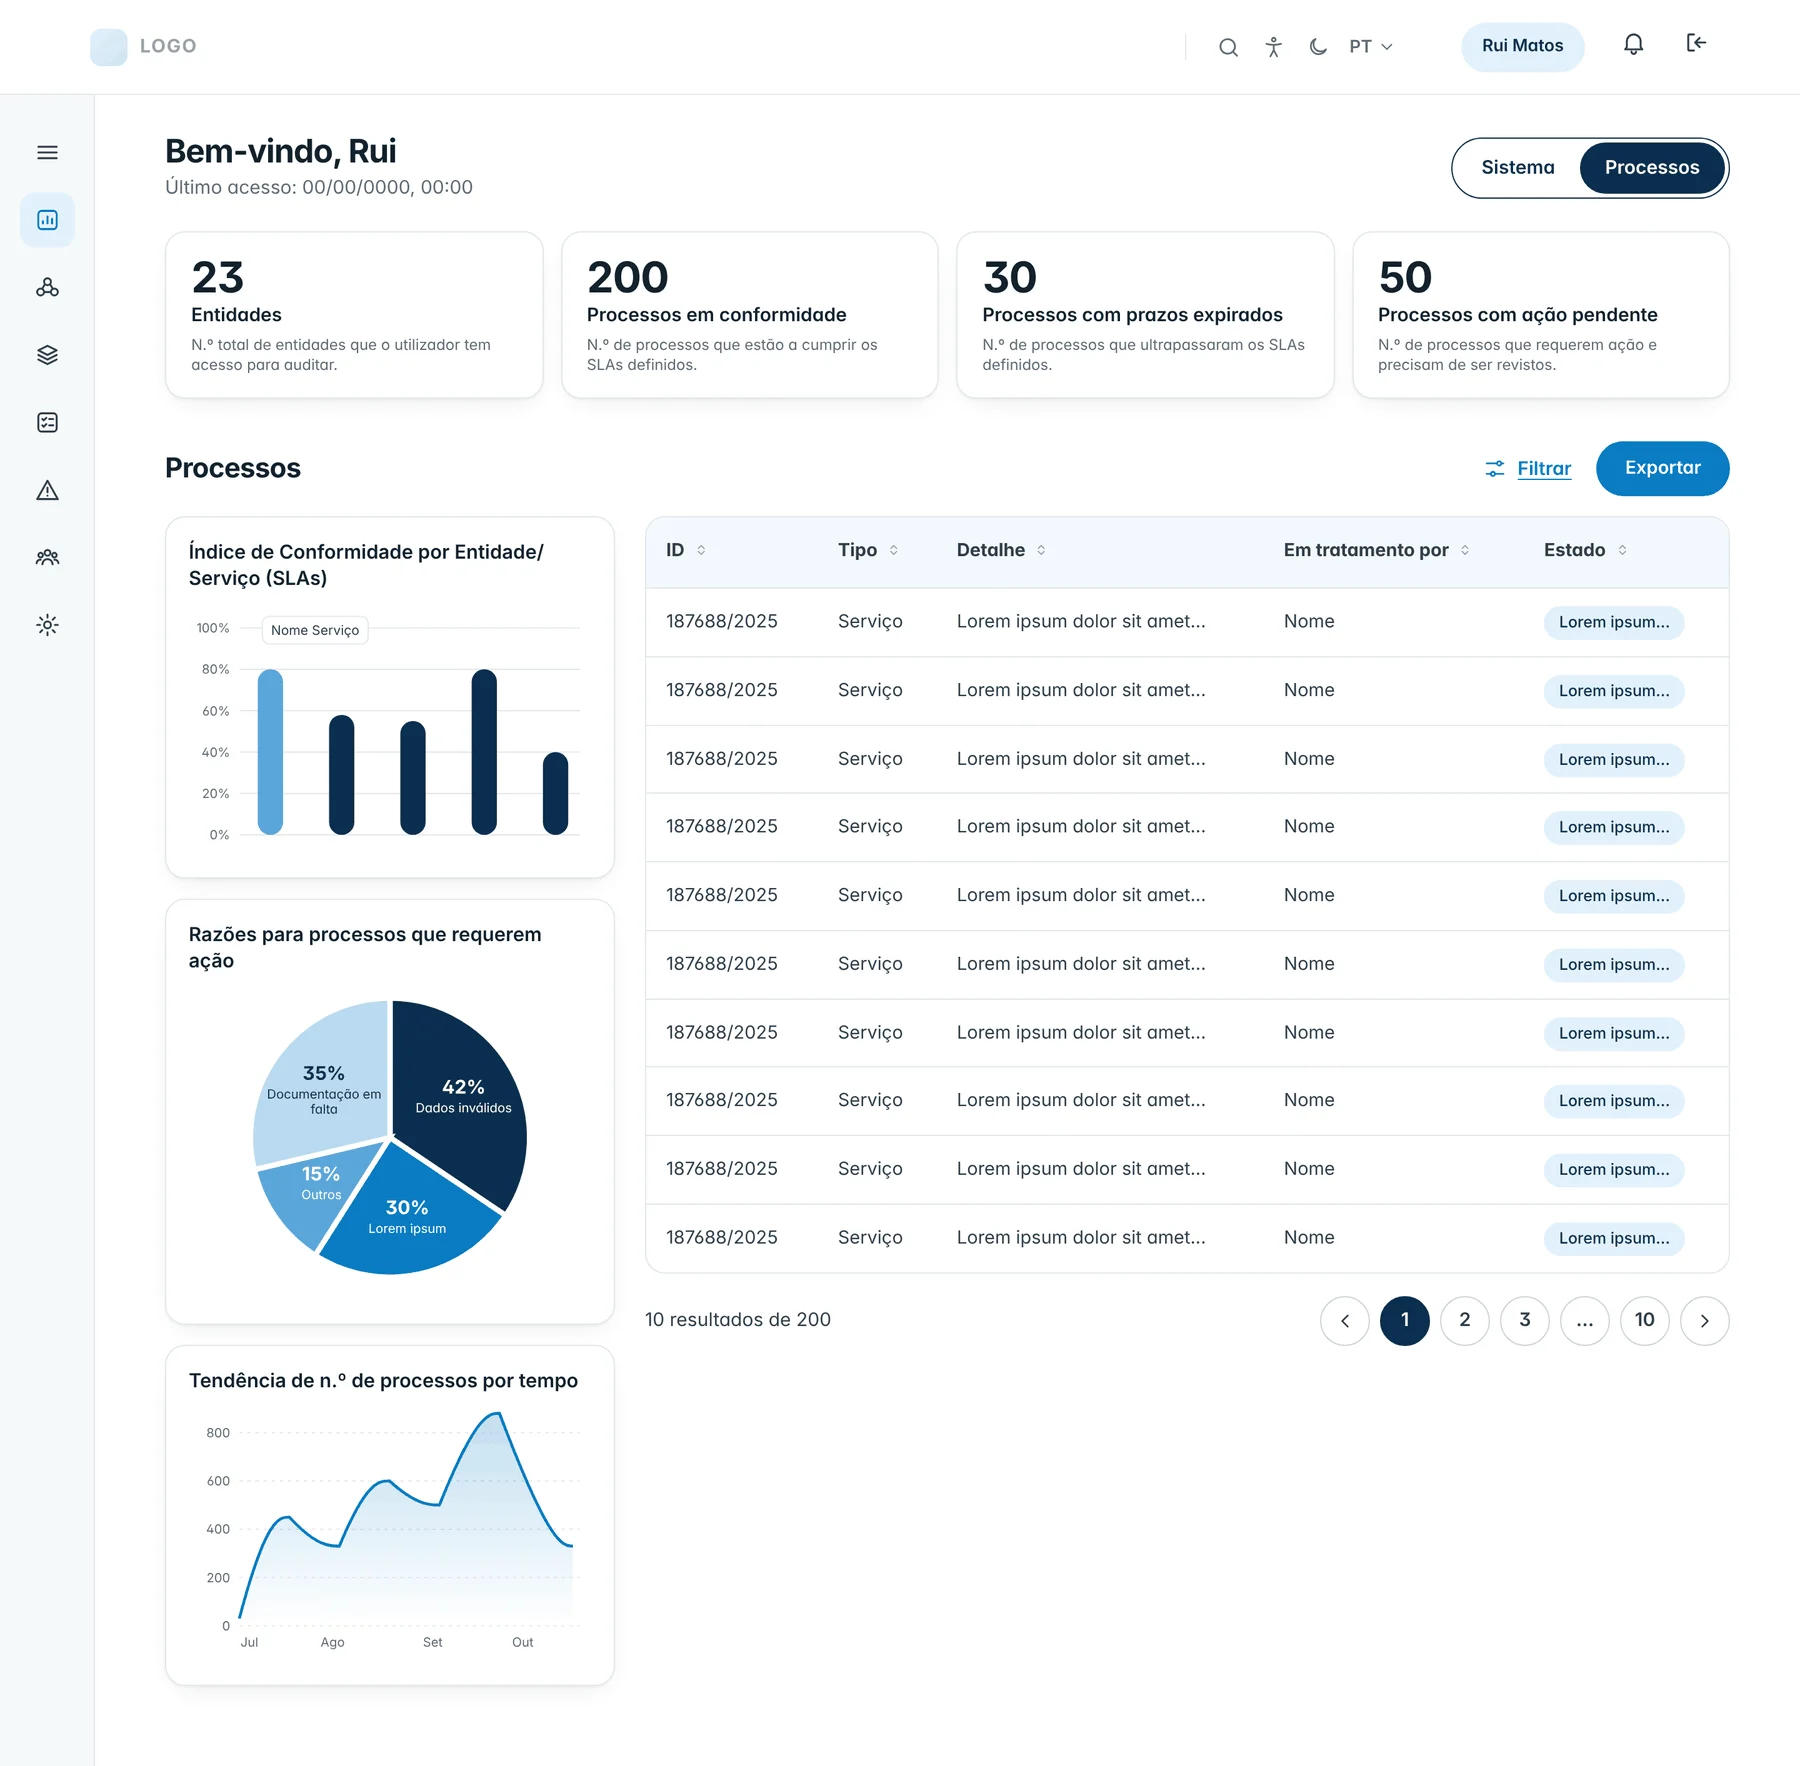 LOGO
PT
Rui Matos
Bem-vindo, Rui
Último acesso: 00/00/0000, 00:00
Sistema
Processos
23
Entidades
N.º total de entidades que o utilizador tem
acesso para auditar.
200
Processos em conformidade
N.º de processos que estão a cumprir os
SLAs definidos.
30
Processos com prazos expirados
N.º de processos que ultrapassaram os SLAs
definidos.
50
Processos com ação pendente
N.º de processos que requerem ação e
precisam de ser revistos.
Processos
Filtrar
Exportar
Índice de Conformidade por Entidade/
Serviço (SLAs)
Nome Serviço
100%
80%
60%
40%
20%
0%
Razões para processos que requerem
ação
35%
Documentação em
falta
42%
Dados inválidos
15%
Outros
30%
Lorem ipsum
Tendência de n.º de processos por tempo
800
600
400
200
0
Jul Ago Set Out
ID Tipo Detalhe Em tratamento por Estado
187688/2025 Serviço Lorem ipsum dolor sit amet... Nome Lorem ipsum...
187688/2025 Serviço Lorem ipsum dolor sit amet... Nome Lorem ipsum...
187688/2025 Serviço Lorem ipsum dolor sit amet... Nome Lorem ipsum...
187688/2025 Serviço Lorem ipsum dolor sit amet... Nome Lorem ipsum...
187688/2025 Serviço Lorem ipsum dolor sit amet... Nome Lorem ipsum...
187688/2025 Serviço Lorem ipsum dolor sit amet... Nome Lorem ipsum...
187688/2025 Serviço Lorem ipsum dolor sit amet... Nome Lorem ipsum...
187688/2025 Serviço Lorem ipsum dolor sit amet... Nome Lorem ipsum...
187688/2025 Serviço Lorem ipsum dolor sit amet... Nome Lorem ipsum...
187688/2025 Serviço Lorem ipsum dolor sit amet... Nome Lorem ipsum...
10 resultados de 200
1 2 3 ... 10